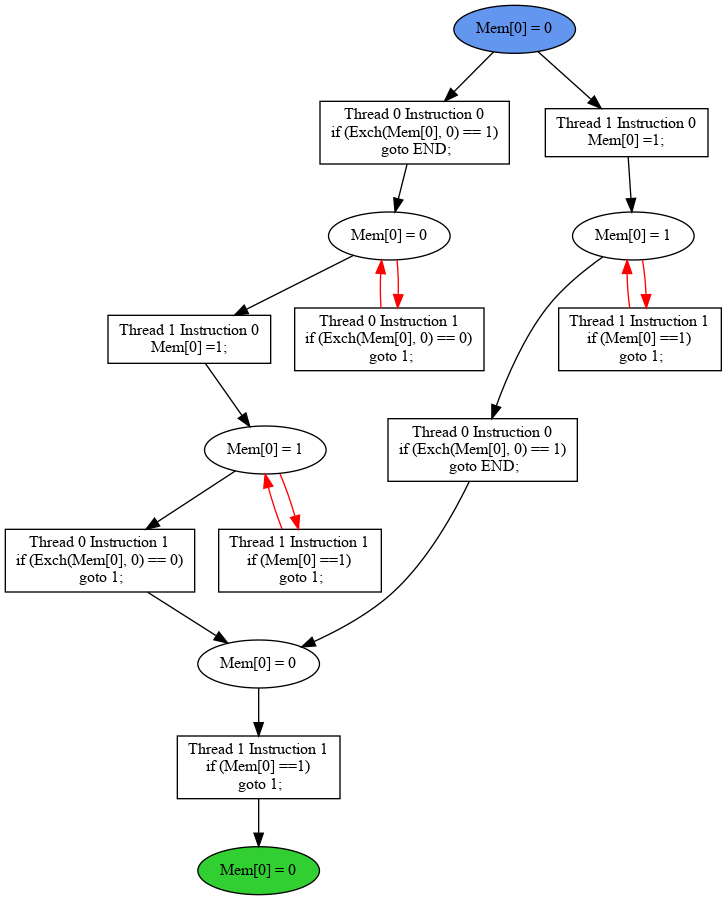 Mem[0] = 0
Thread 0 Instruction 0
if (Exch(Mem[0], 0) == 1)
goto END;
Thread 1 Instruction 0
Mem[0] =1;
Mem[0] = 0
Mem[0] = 1
Thread 1 Instruction 0
Mem[0] =1;
Thread 0 Instruction 1
if (Exch(Mem[0], 0) == 0)
goto 1;
Thread 1 Instruction 1
if (Mem[0] ==1)
goto 1;
Mem[0] = 1
Thread 0 Instruction 0
if (Exch(Mem[0], 0) == 1)
goto END;
Thread 0 Instruction 1
if (Exch(Mem[0], 0) == 0)
goto 1;
Thread 1 Instruction 1
if (Mem[0] ==1)
goto 1;
Mem[0] = 0
Thread 1 Instruction 1
if (Mem[0] ==1)
goto 1;
Mem[0] = 0